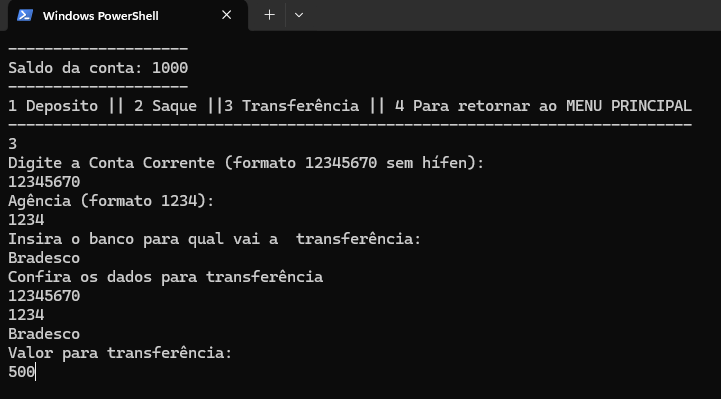 Windows PowerShell
--------------------
Saldo da conta: 1000
--------------------
1 Deposito || 2 Saque ||3 Transferência || 4 Para retornar ao MENU PRINCIPAL
----------------------------------------------------------------------------
3
Digite a Conta Corrente (formato 12345670 sem hífen):
12345670
Agência (formato 1234):
1234
Insira o banco para qual vai a  transferência:
Bradesco
Confira os dados para transferência
12345670
1234
Bradesco
Valor para transferência:
500